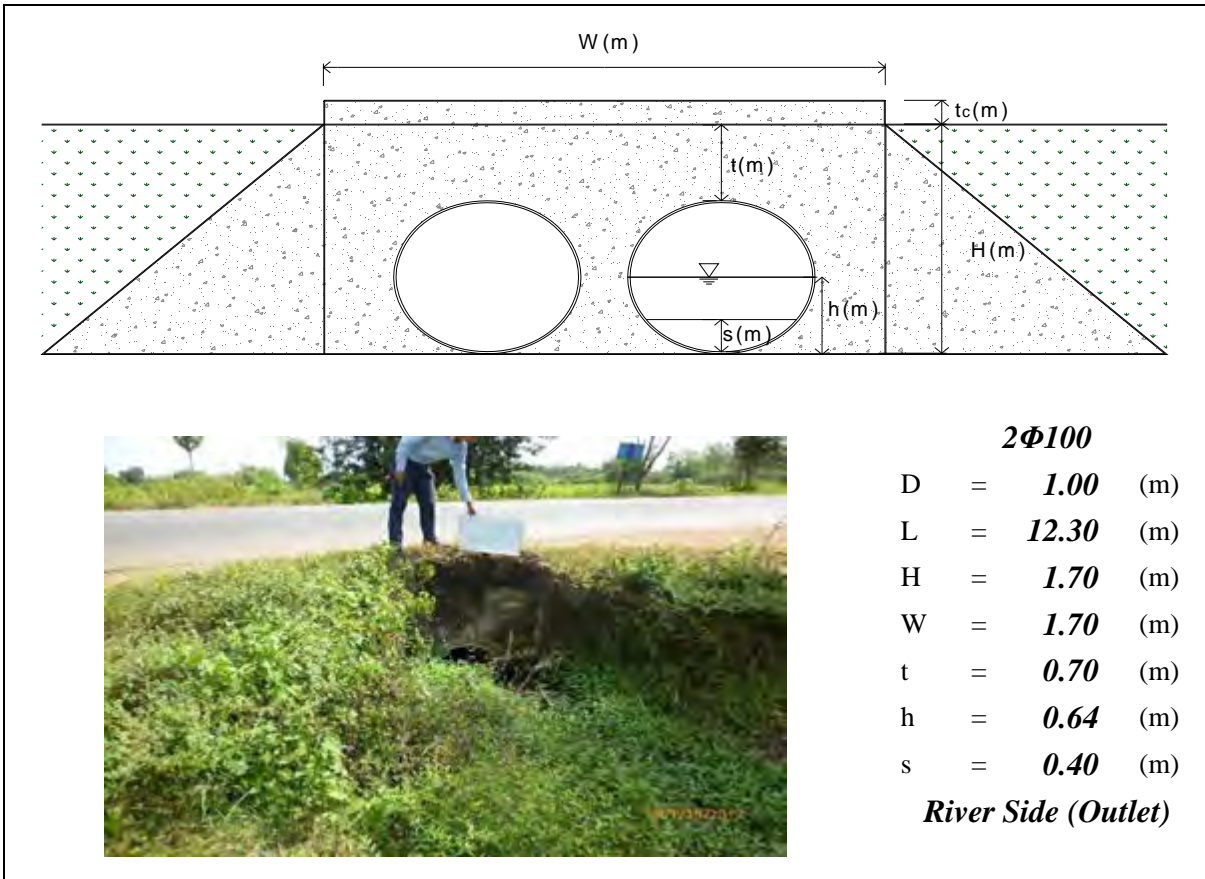 W(m)
tc(m)
t(m)
H(m)
h(m)
s(m)
2Φ100
D = 1.00 (m)
L = 12.30 (m)
H = 1.70 (m)
W = 1.70 (m)
t = 0.70 (m)
h = 0.64 (m)
s = 0.40 (m)
River Side (Outlet)